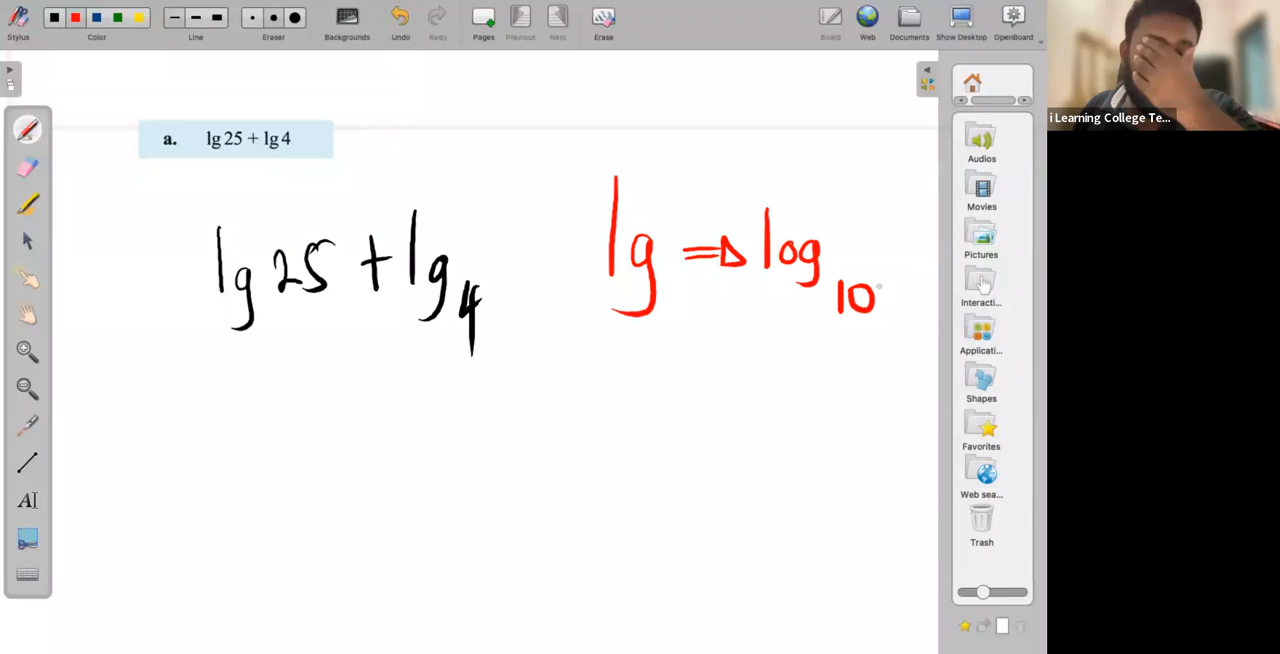 Stylus
Color
Line
Eraser
Backgrounds
Undo
Redo
Pages
Previous
Next
Erase
Board
Web
Documents
Show Desktop
OpenBoard
i Learning College Te...
a. lg 25 + lg 4
lg 25 + lg 4
lg ⇒ log 10
Audios
Movies
Pictures
Interacti...
Applicati...
Shapes
Favorites
Web sea...
Trash